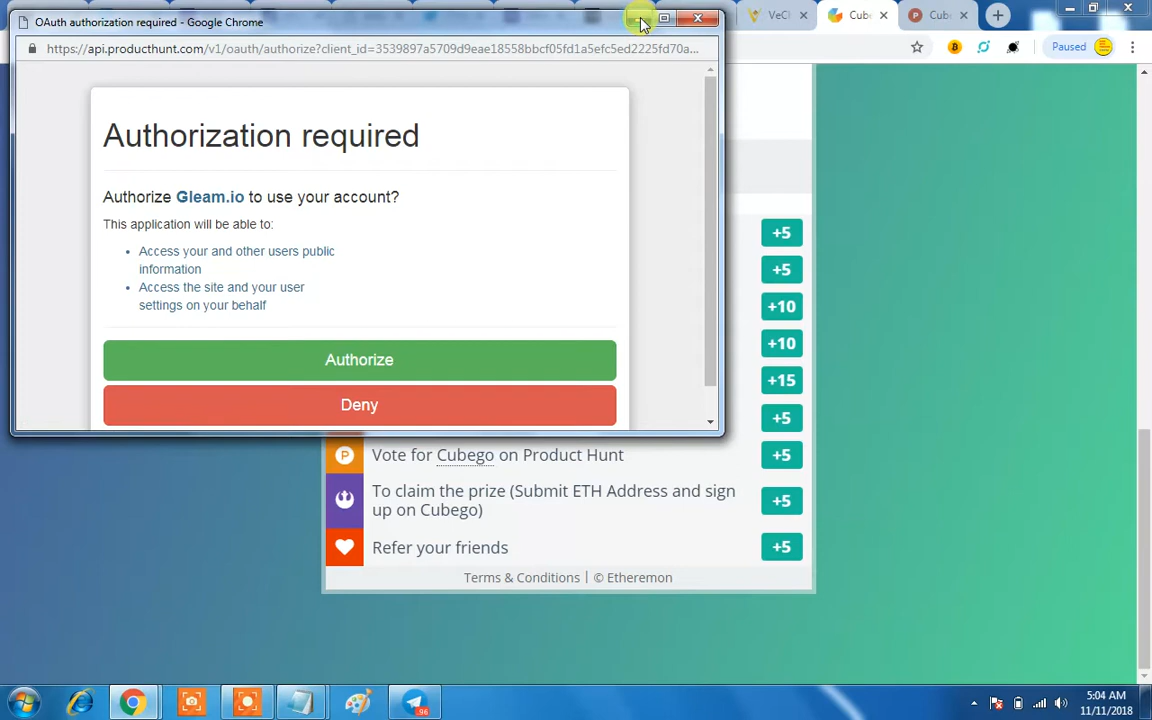 OAuth authorization required - Google Chrome
VeC
Cube
Cube
https://api.producthunt.com/v1/oauth/authorize?client_id=3539897a5709d9eae18558bbcf05fd1a5efc5ed2225fd70a...
Paused
Authorization required
Authorize Gleam.io to use your account?
This application will be able to:
Access your and other users public
information
Access the site and your user
settings on your behalf
Authorize
Deny
+5
+5
+10
+10
+15
+5
P
Vote for Cubego on Product Hunt
+5
To claim the prize (Submit ETH Address and sign
up on Cubego)
+5
Refer your friends
+5
Terms & Conditions | © Etheremon
96
5:04 AM
11/11/2018